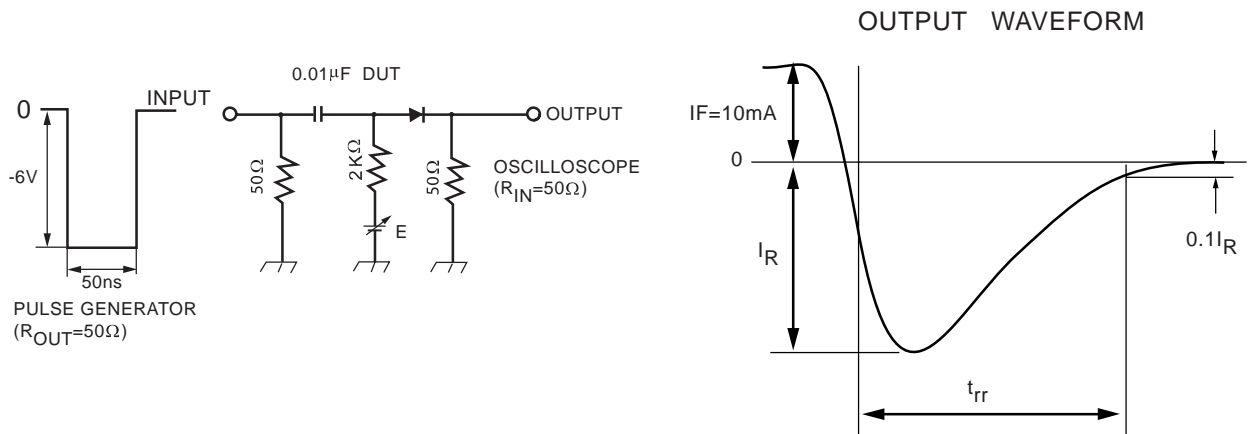 OUTPUT WAVEFORM
0.01μF DUT
0
INPUT
OUTPUT
-6V
50Ω
2KΩ
50Ω
OSCILLOSCOPE
(RIN=50Ω)
E
50ns
PULSE GENERATOR
(ROUT=50Ω)
IF=10mA
0
IR
0.1IR
trr